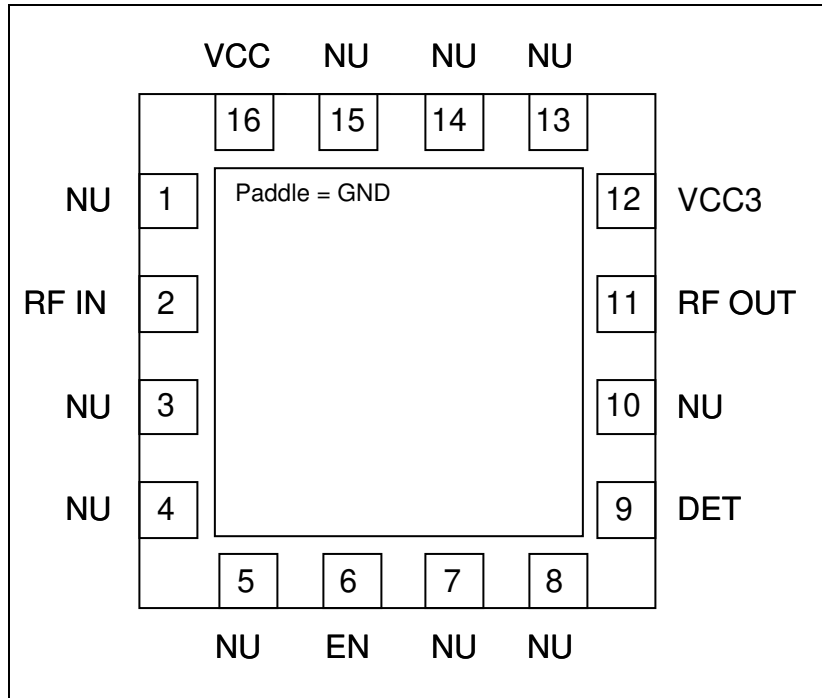 VCC NU NU NU
16 15 14 13
Paddle = GND
NU 1 12 VCC3
RF IN 2 11 RF OUT
NU 3 10 NU
NU 4 9 DET
5 6 7 8
NU EN NU NU